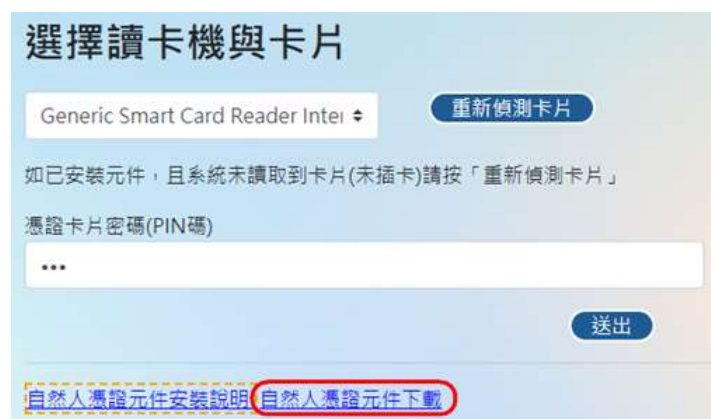 選擇讀卡機與卡片
Generic Smart Card Reader Inter
重新偵測卡片
如已安裝元件，且系統未讀取到卡片(未插卡)請按「重新偵測卡片」
憑證卡片密碼(PIN碼)
•••
送出
自然人憑證元件安裝說明 自然人憑證元件下載